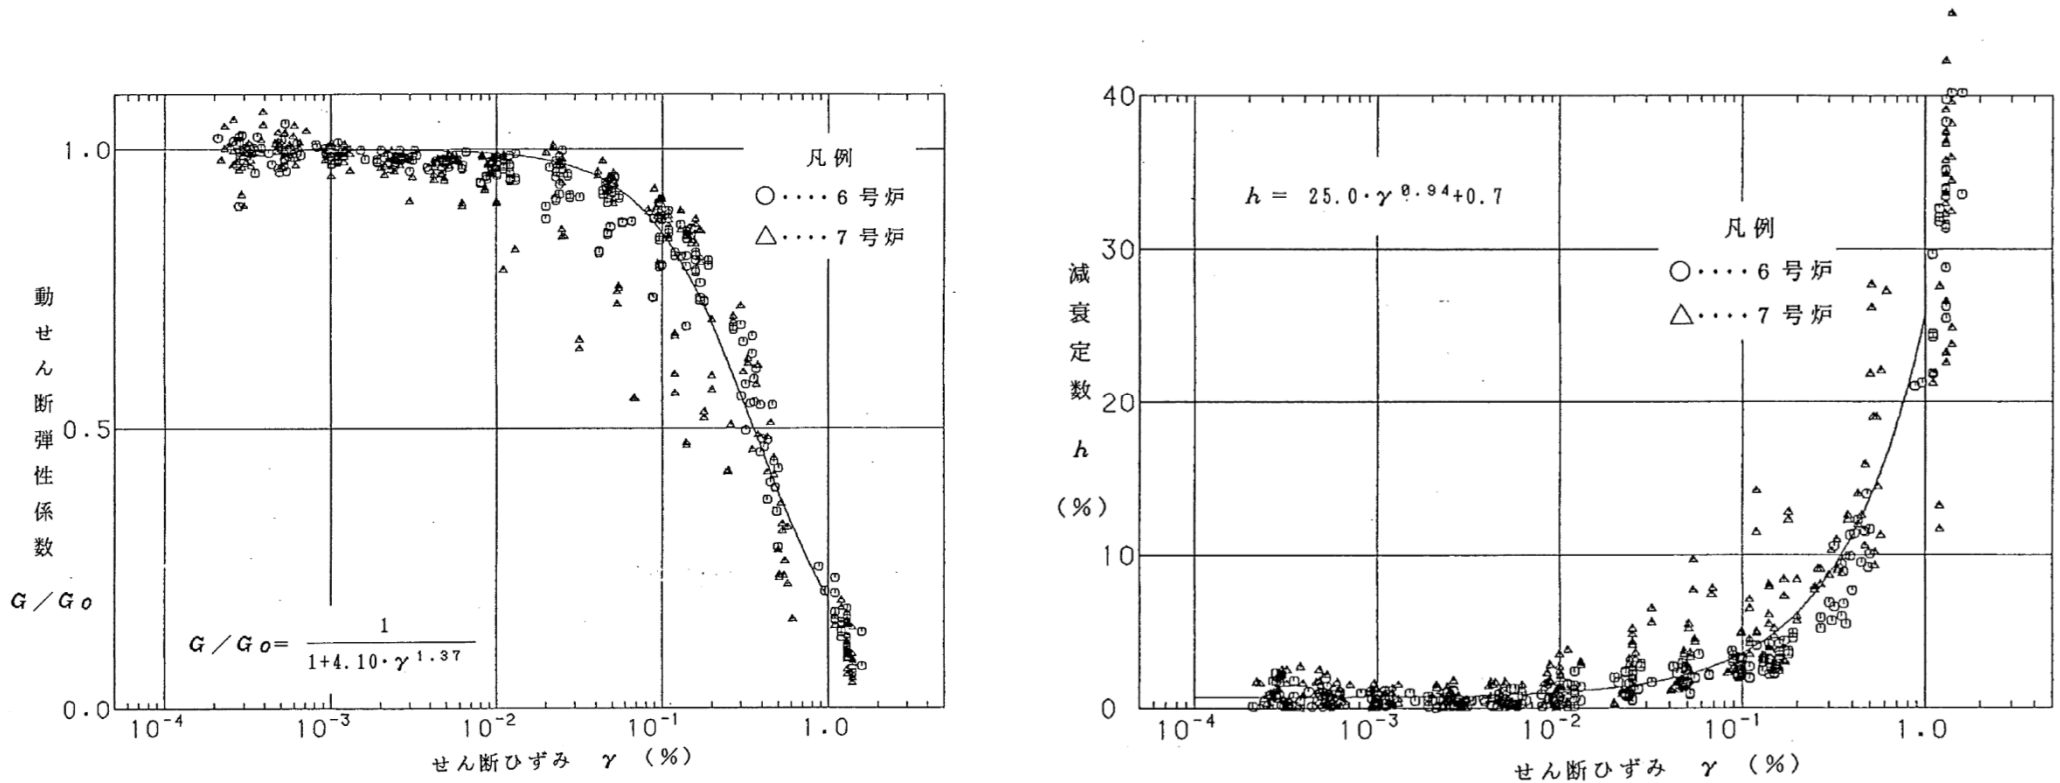 1.0
0.5
0.0
動せん断弾性係数
G/Go
凡例
○····6号炉
△····7号炉
G/Go= 1 / 1+4.10·γ^1.37
10^-4 10^-3 10^-2 10^-1 1.0
せん断ひずみ γ (%)
40
30
20
10
0
減衰定数 h (%)
h = 25.0·γ^0.94+0.7
凡例
○····6号炉
△····7号炉
10^-4 10^-3 10^-2 10^-1 1.0
せん断ひずみ γ (%)